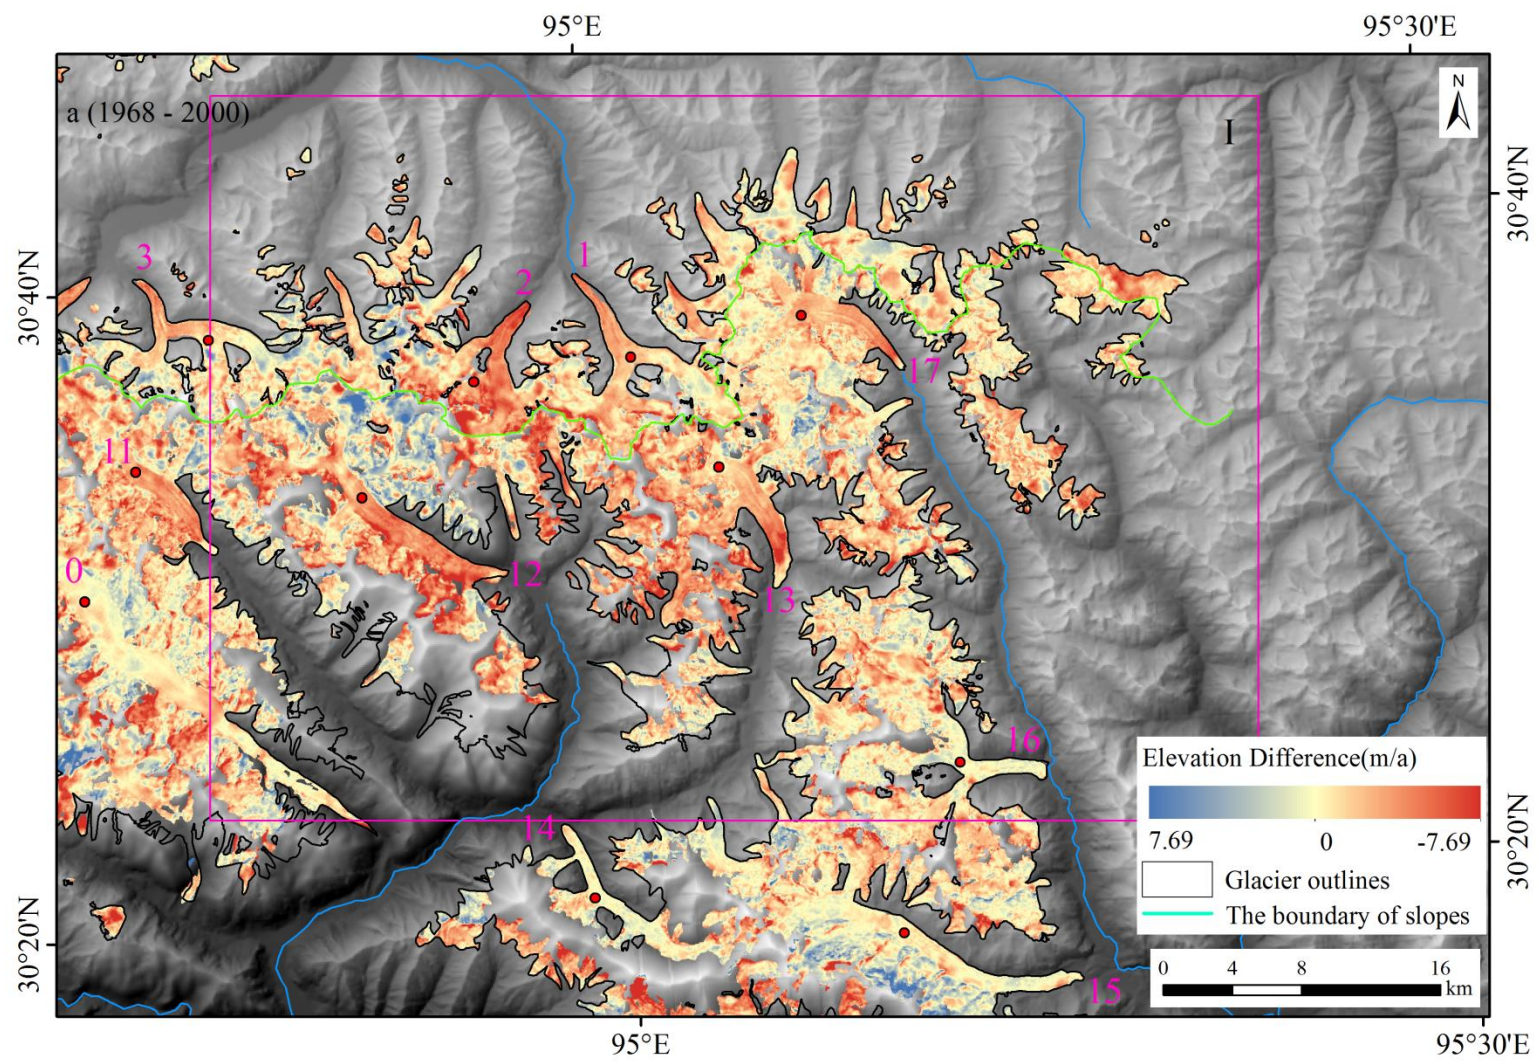 95°E
95°30'E
a (1968 - 2000)
N
I
30°40'N
30°40'N
3
1
2
17
11
12
0
13
16
Elevation Difference(m/a)
7.69
0
-7.69
Glacier outlines
The boundary of slopes
14
30°20'N
30°20'N
15
0
4
8
16
km
95°E
95°30'E